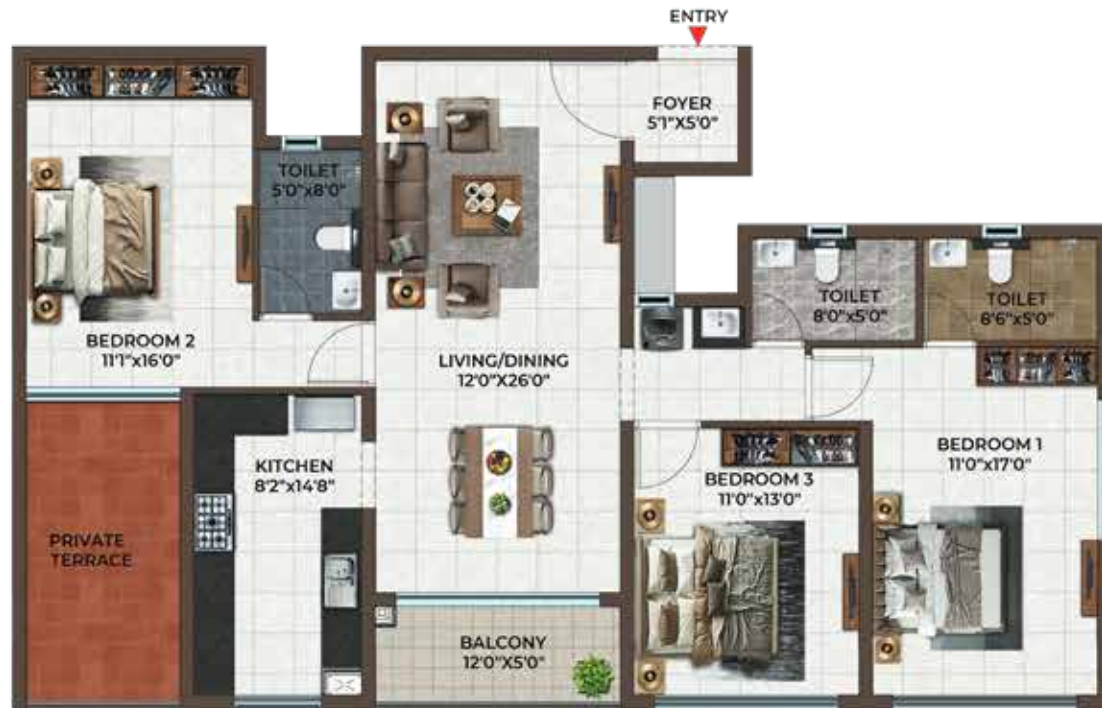 ENTRY
FOYER
5'1"X5'0"
TOILET
5'0"x8'0"
BEDROOM 2
11'1"x16'0"
LIVING/DINING
12'0"X26'0"
TOILET
8'0"x5'0"
TOILET
8'6"x5'0"
KITCHEN
8'2"x14'8"
BEDROOM 3
11'0"x13'0"
BEDROOM 1
11'0"x17'0"
PRIVATE
TERRACE
BALCONY
12'0"X5'0"